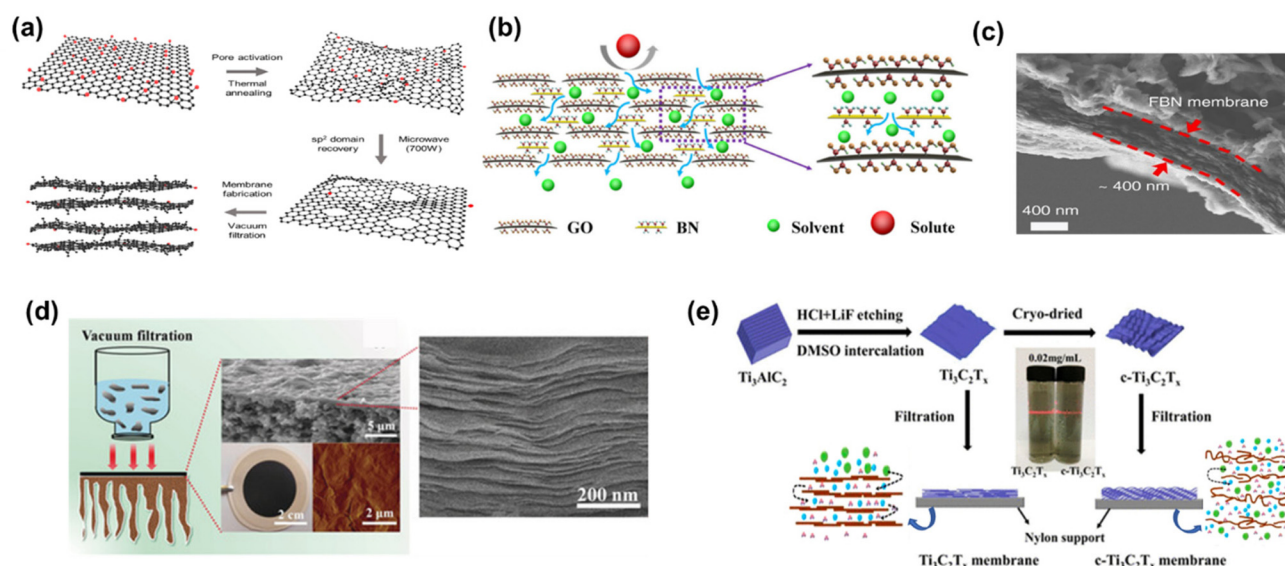 (a)
Pore activation
Thermal
annealing
sp² domain
recovery
Microwave
(700W)
Membrane
fabrication
Vacuum
filtration
(b)
Solute
Solvent
GO
BN
Solvent
Solute
(c)
FBN membrane
~ 400 nm
400 nm
(d)
Vacuum filtration
5 μm
2 cm
2 μm
200 nm
(e)
HCl+LiF etching
DMSO intercalation
Cryo-dried
Ti₃AlC₂
Ti₃C₂Tₓ
c-Ti₃C₂Tₓ
0.02mg/mL
Filtration
Filtration
Ti₃C₂Tₓ c-Ti₃C₂Tₓ
Nylon support
Ti₃C₂Tₓ membrane
c-Ti₃C₂Tₓ membrane